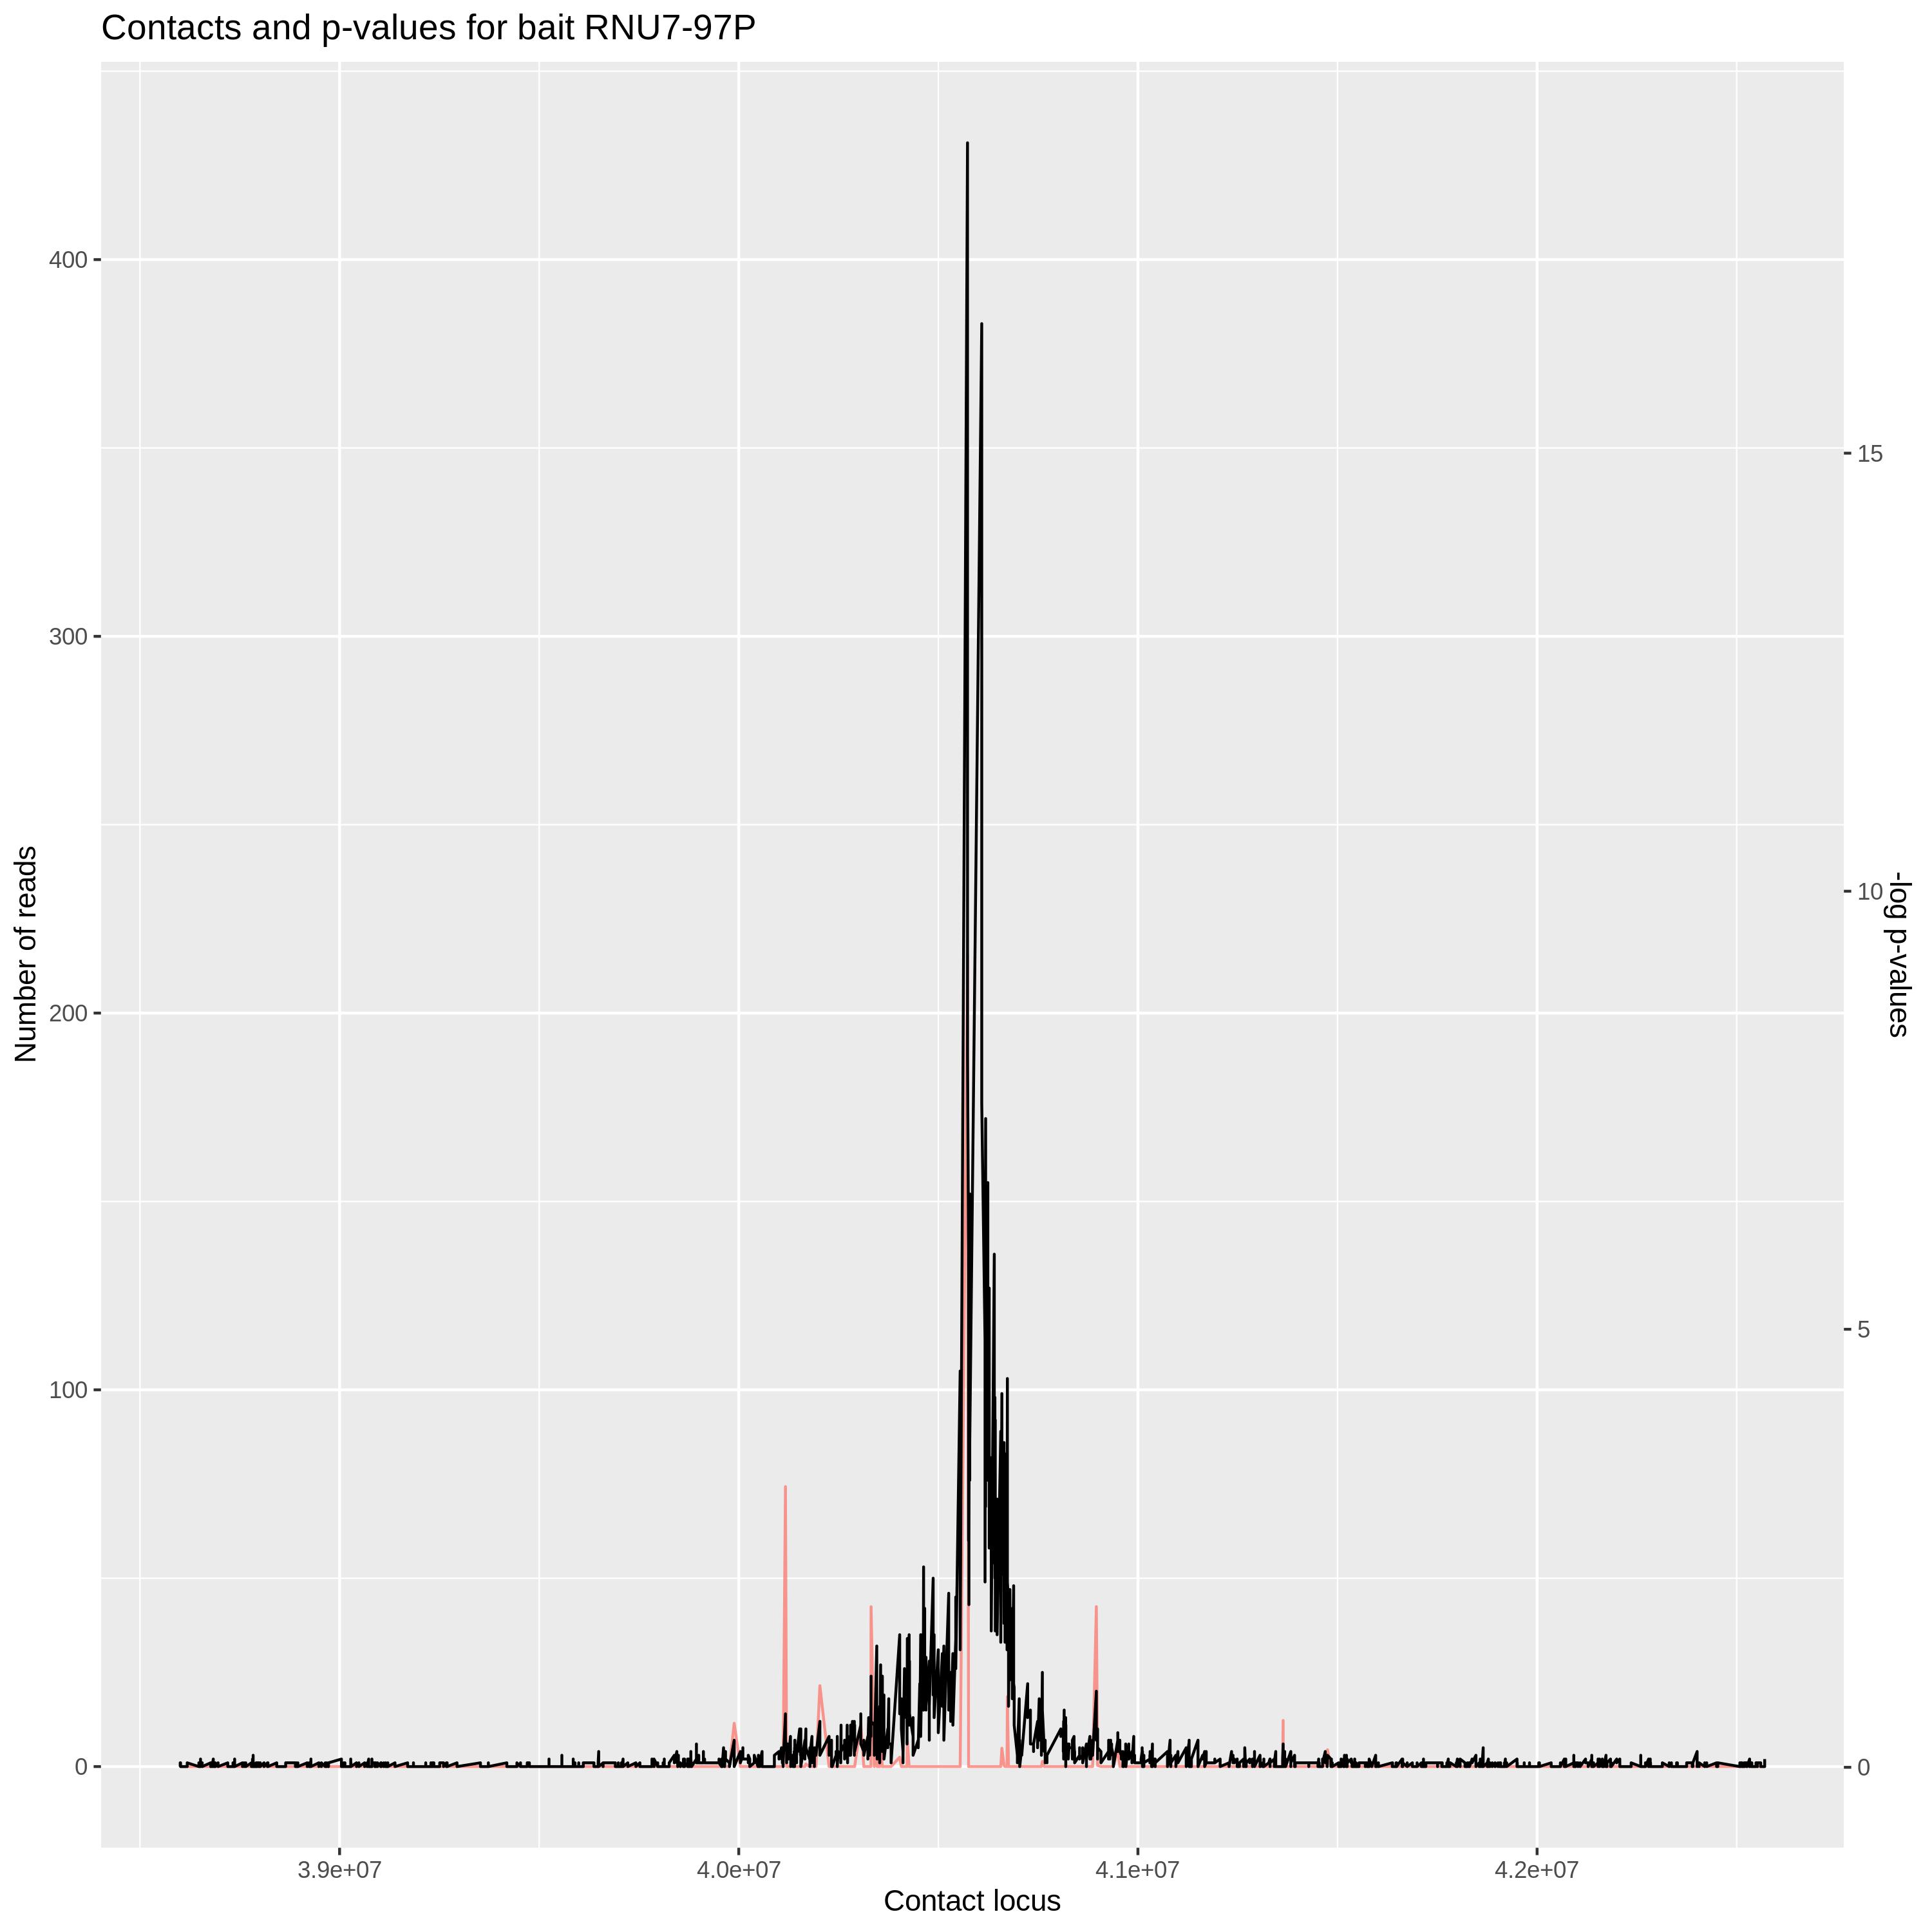 Contacts and p-values for bait RNU7-97P
400
300
200
100
0
Number of reads
15
10
5
0
-log p-values
3.9e+07
4.0e+07
4.1e+07
4.2e+07
Contact locus